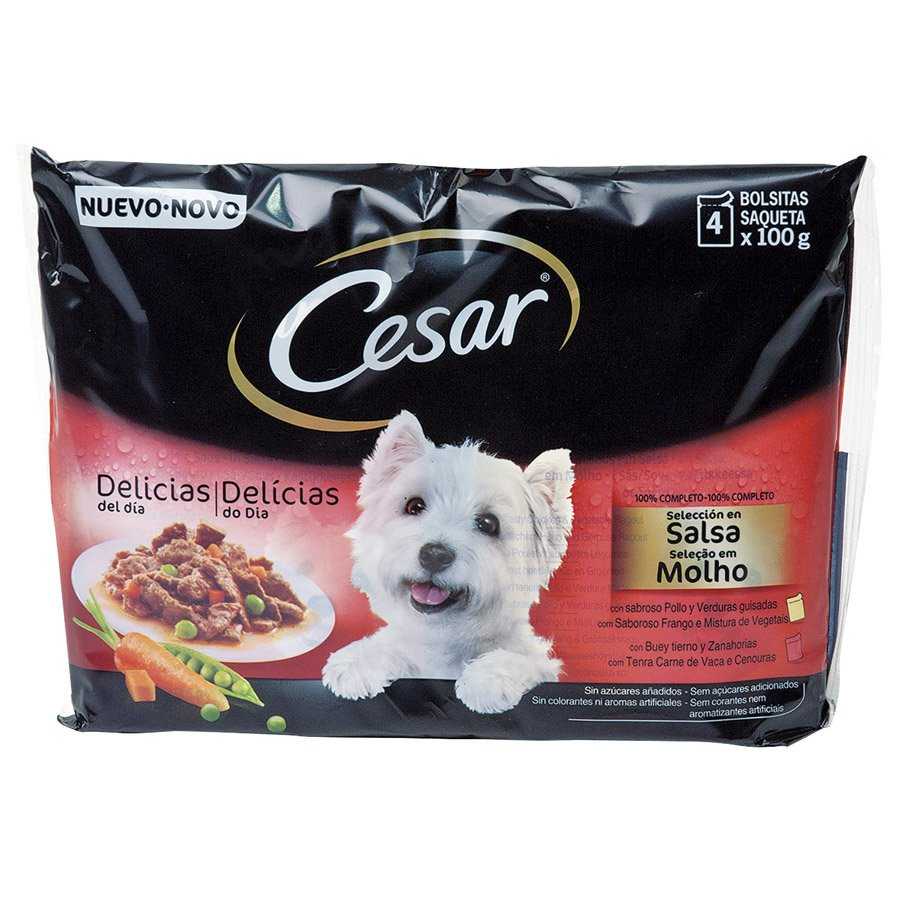 NUEVO·NOVO
4 BOLSITAS
SAQUETA
x 100 g
Cesar®
Delicias
del día
Delícias
do Dia
100% COMPLETO-100% COMPLETO
Selección en
Salsa
Seleção em
Molho
con sabroso Pollo y Verduras guisadas
com Saboroso Frango e Mistura de Vegetais
con Buey tierno y Zanahorias
com Tenra Carne de Vaca e Cenouras
Sin azúcares añadidos - Sem açúcares adicionados
Sin colorantes ni aromas artificiales - Sem corantes nem
aromatizantes artificiais